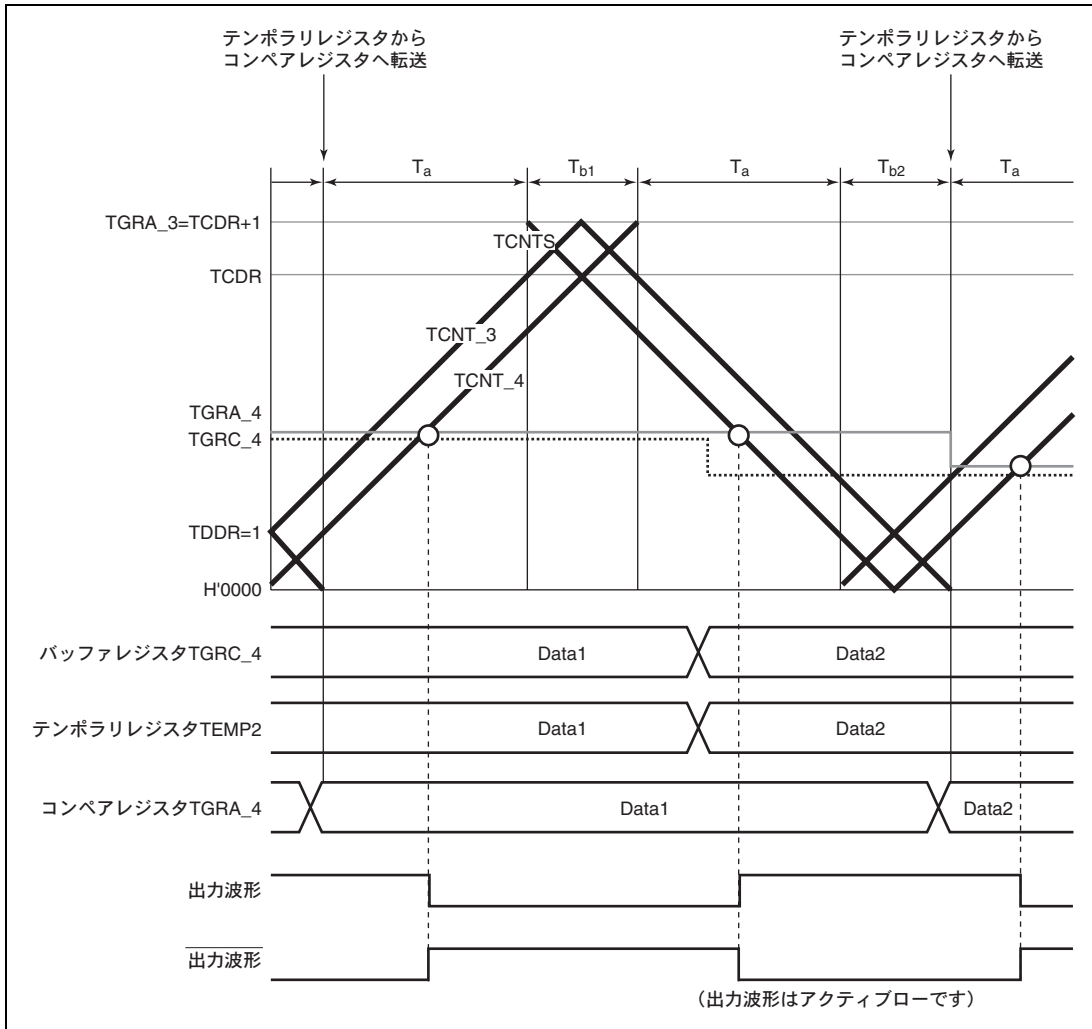 テンポラリレジスタから
コンペアレジスタへ転送
テンポラリレジスタから
コンペアレジスタへ転送
Ta
Tb1
Ta
Tb2
Ta
TGRA_3=TCDR+1
TCNTS
TCDR
TCNT_3
TCNT_4
TGRA_4
TGRC_4
TDDR=1
H'0000
バッファレジスタTGRC_4
Data1
Data2
テンポラリレジスタTEMP2
Data1
Data2
コンペアレジスタTGRA_4
Data1
Data2
出力波形
出力波形
（出力波形はアクティブローです）